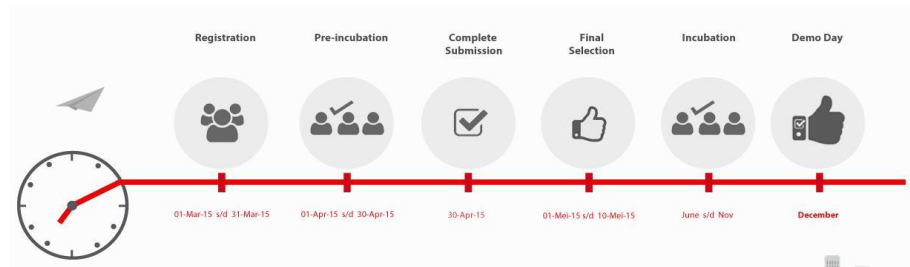 Registration
Pre-incubation
Complete
Submission
Final
Selection
Incubation
Demo Day
01-Mar-15 s/d 31-Mar-15
01-Apr-15 s/d 30-Apr-15
30-Apr-15
01-Mei-15 s/d 10-Mei-15
June s/d Nov
December